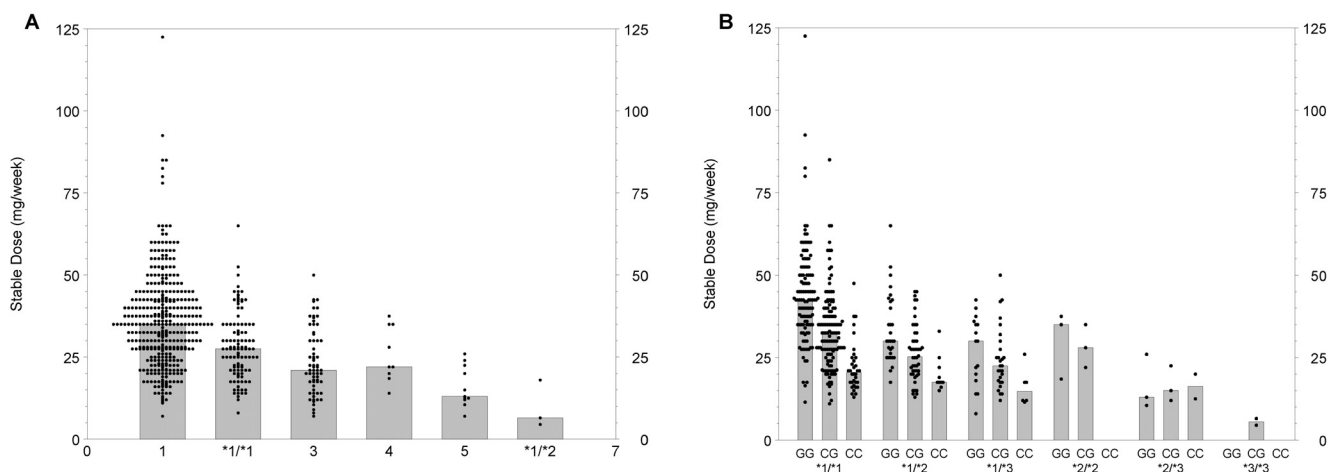 A
125 125
100 100
75 75
Stable Dose (mg/week)
50 50
25 25
0 0
0 1 *1/*1 3 4 5 *1/*2 7
B
125 125
100 100
75 75
Stable Dose (mg/week)
50 50
25 25
0 0
GG CG CC GG CG CC GG CG CC GG CG CC GG CG CC GG CG CC
*1/*1 *1/*2 *1/*3 *2/*2 *2/*3 *3/*3